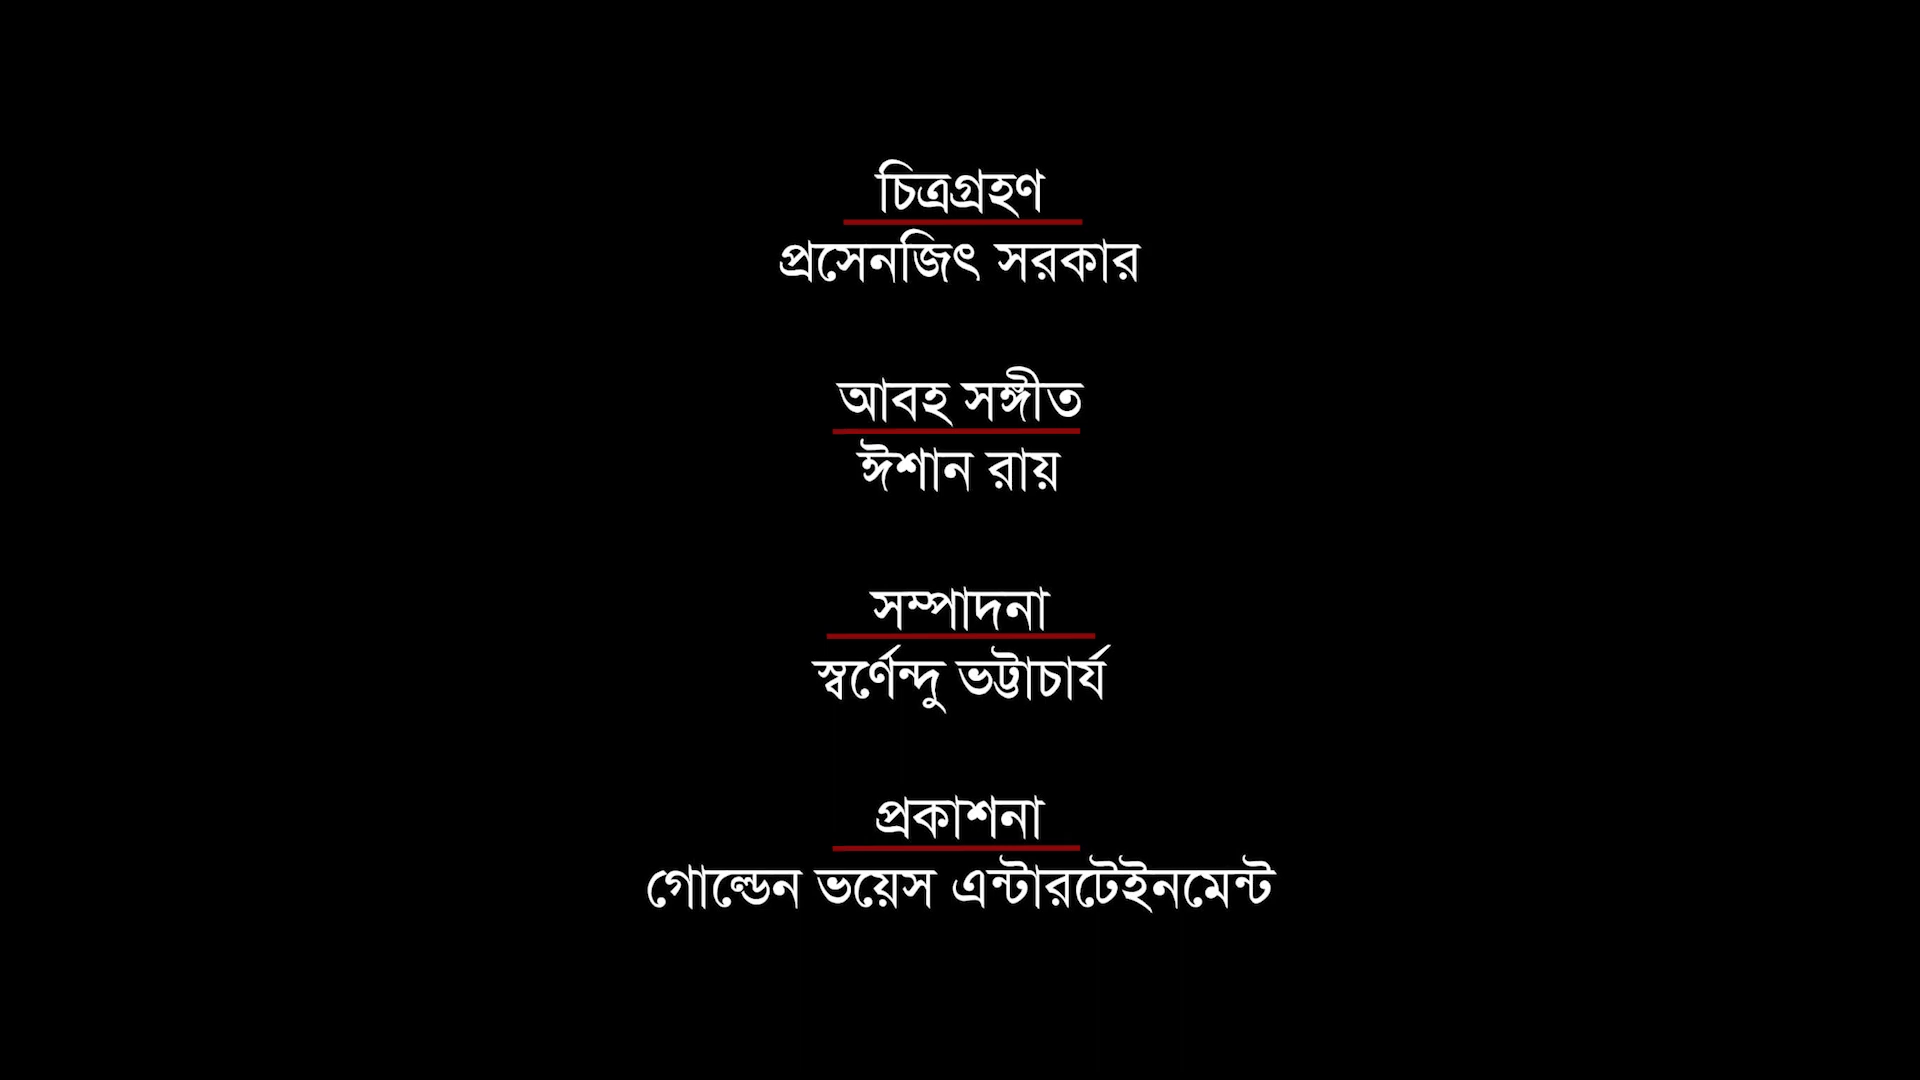 চিত্রগ্রহণ
প্রসেনজিৎ সরকার
আবহ সঙ্গীত
ঈশান রায়
সম্পাদনা
স্বর্ণেন্দু ভট্টাচার্য
প্রকাশনা
গোল্ডেন ভয়েস এন্টারটেইনমেন্ট